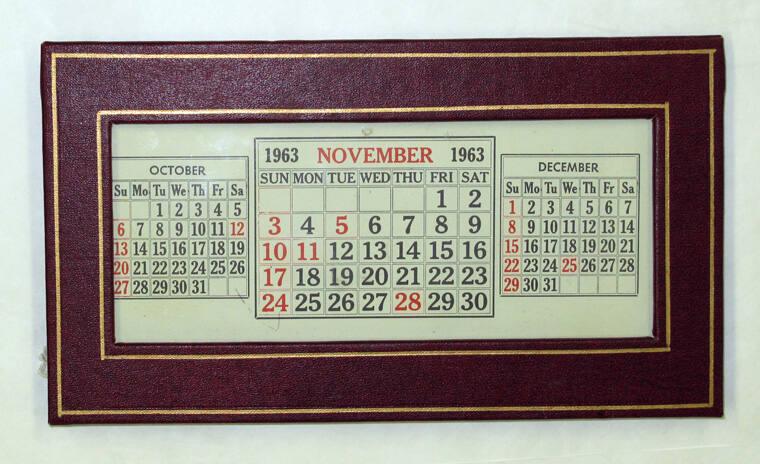 OCTOBER
Su Mo Tu We Th Fr Sa
1 2 3 4 5
6 7 8 9 10 11 12
13 14 15 16 17 18 19
20 21 22 23 24 25 26
27 28 29 30 31
1963 NOVEMBER 1963
SUN MON TUE WED THU FRI SAT
1 2
3 4 5 6 7 8 9
10 11 12 13 14 15 16
17 18 19 20 21 22 23
24 25 26 27 28 29 30
DECEMBER
Su Mo Tu We Th Fr Sa
1 2 3 4 5 6 7
8 9 10 11 12 13 14
15 16 17 18 19 20 21
22 23 24 25 26 27 28
29 30 31